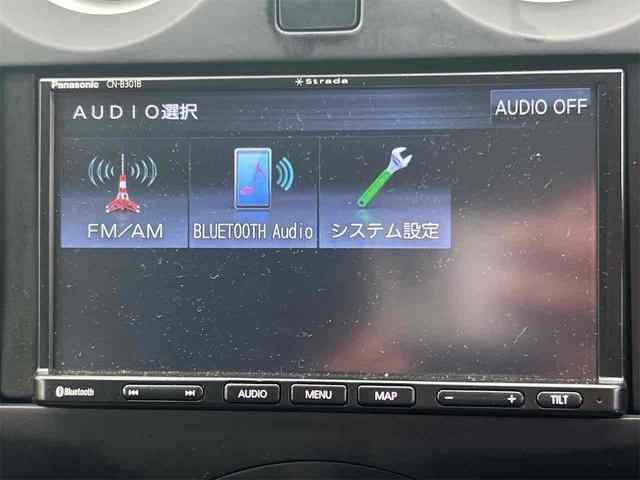 Panasonic CN-B301B
Strada
AUDIO選択
AUDIO OFF
FM/AM
BLUETOOTH Audio
システム設定
Bluetooth
AUDIO
MENU
MAP
− +
TILT